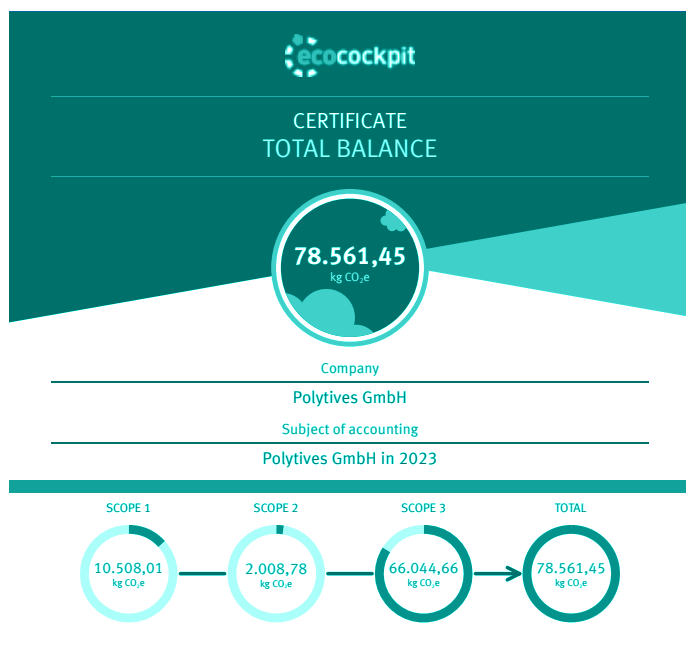 ecocockpit
CERTIFICATE
TOTAL BALANCE
78.561,45
kg CO₂e
Company
Polytives GmbH
Subject of accounting
Polytives GmbH in 2023
SCOPE 1 SCOPE 2 SCOPE 3 TOTAL
10.508,01 2.008,78 66.044,66 78.561,45
kg CO₂e kg CO₂e kg CO₂e kg CO₂e